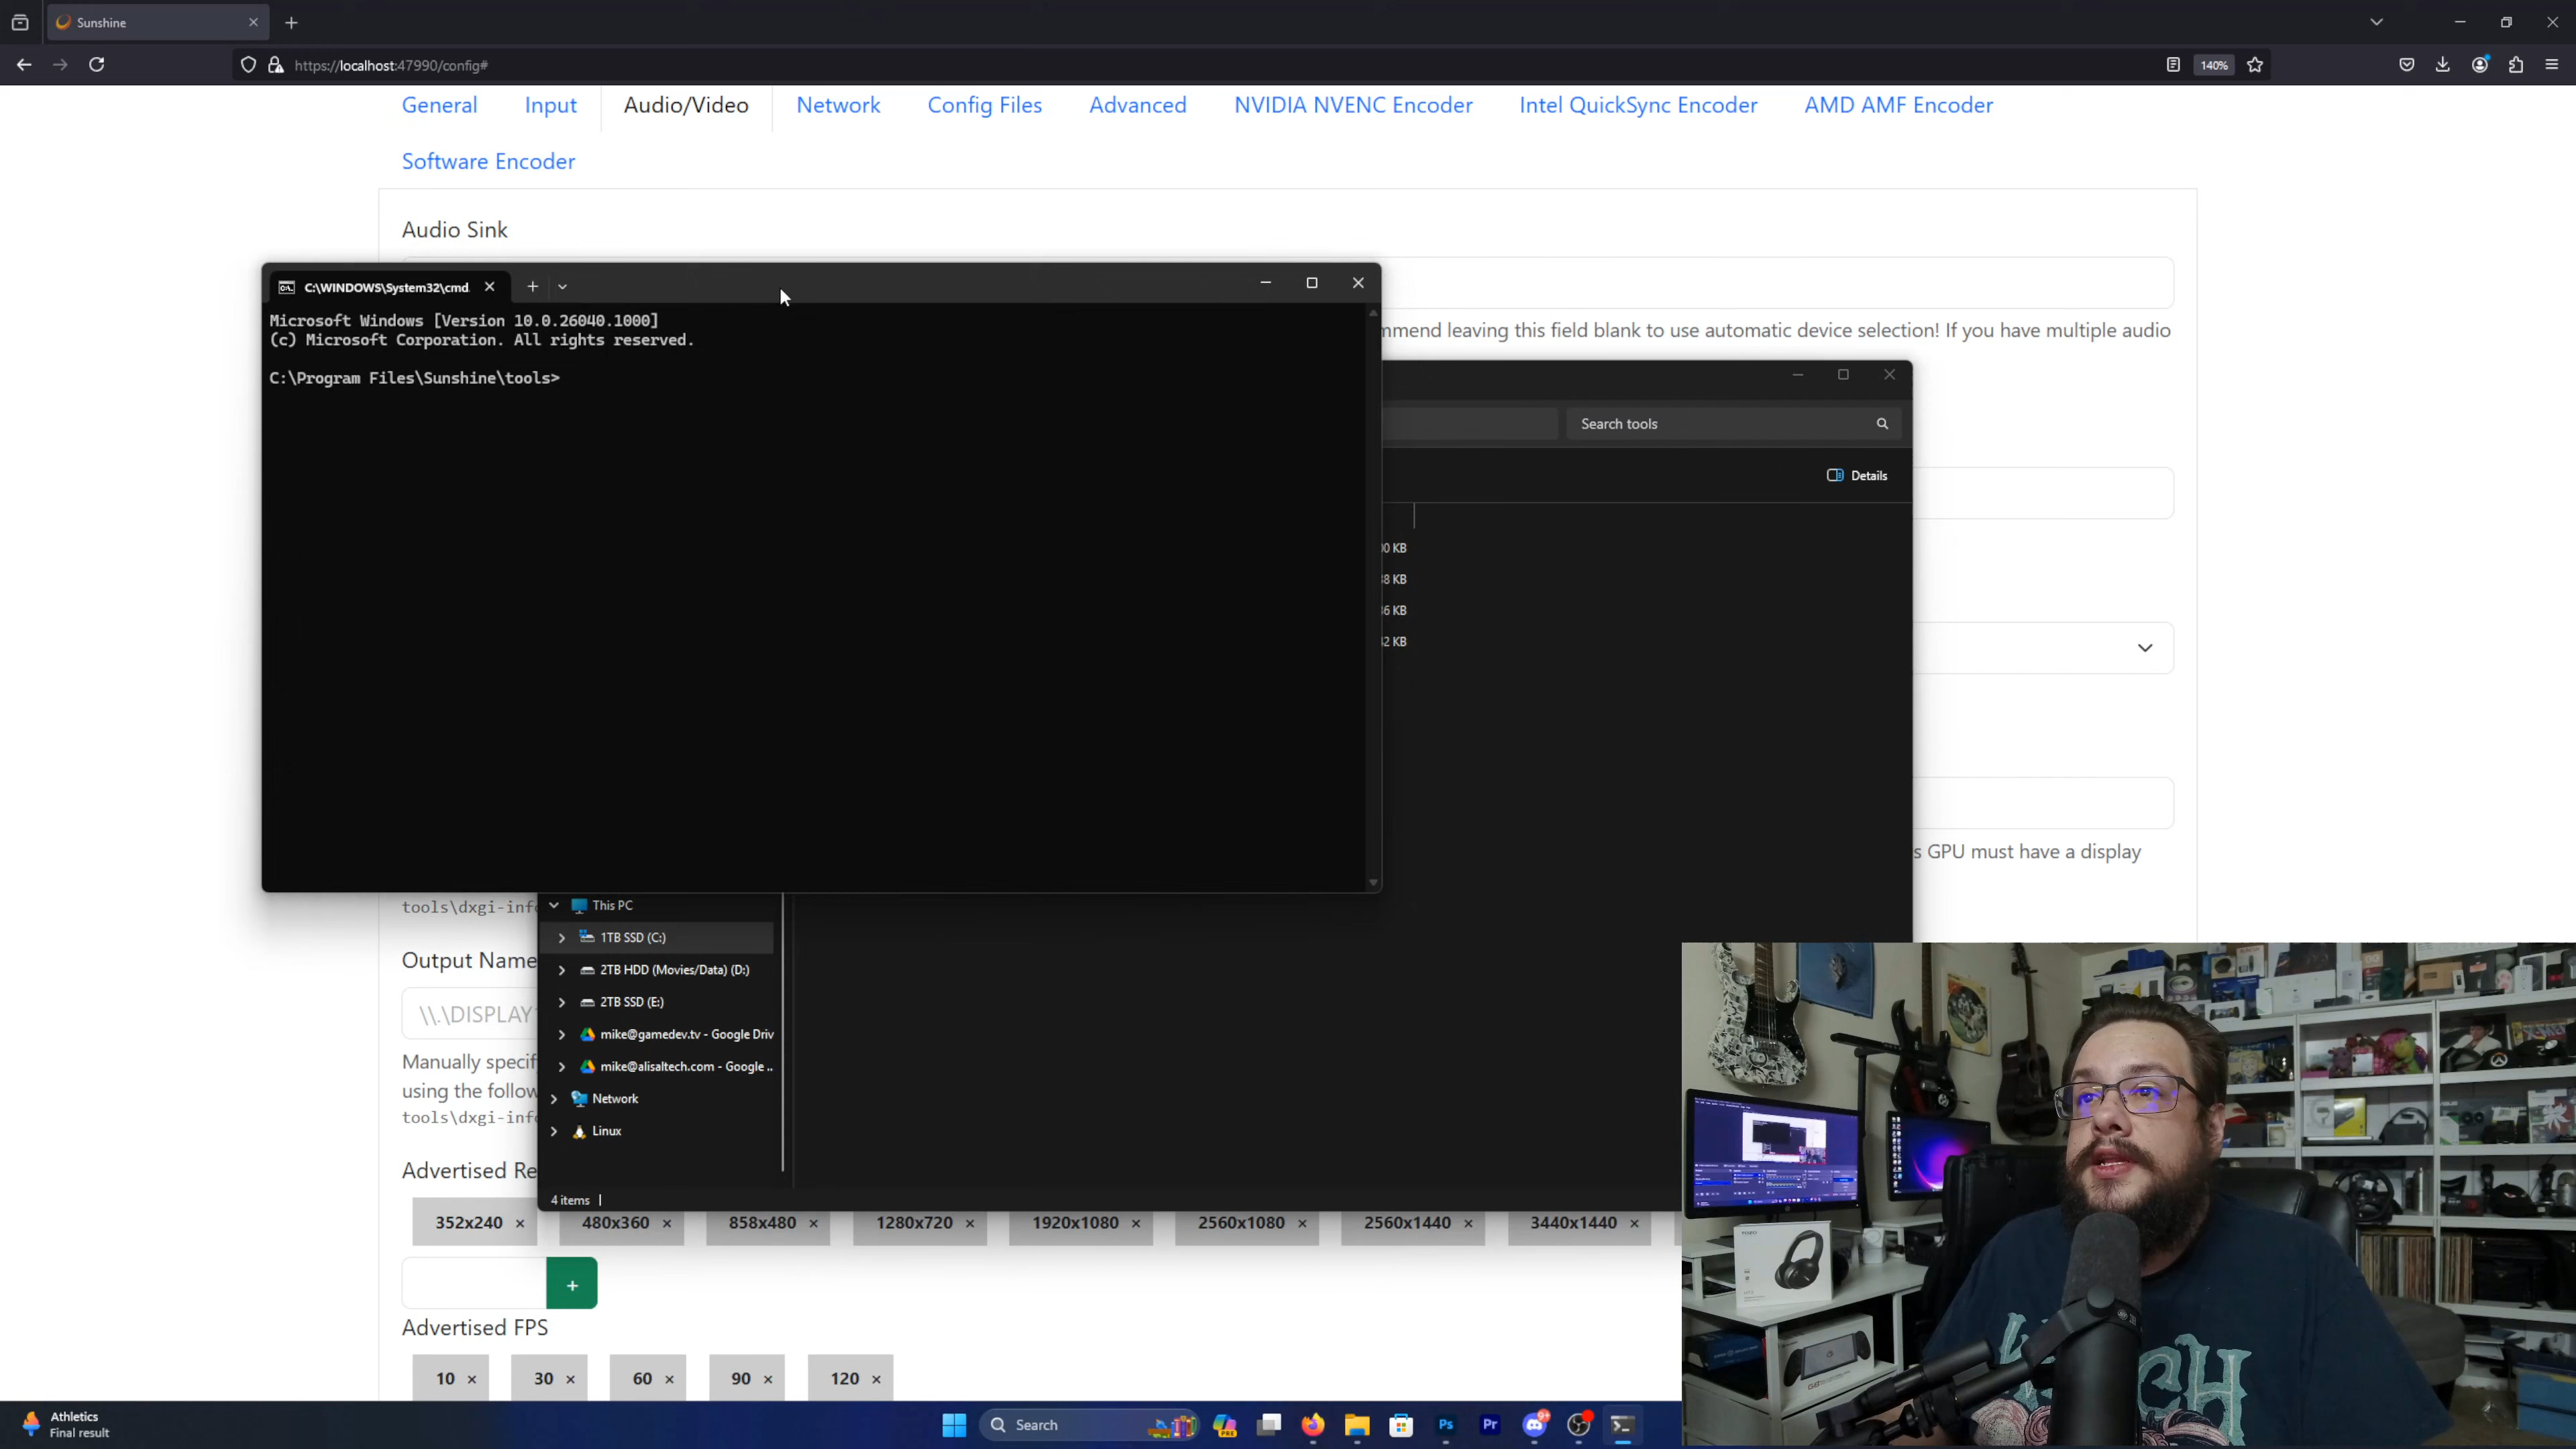 Sunshine
https://localhost:47990/config#
140%
General Input Audio/Video Network Config Files Advanced NVIDIA NVENC Encoder Intel QuickSync Encoder AMD AMF Encoder
Software Encoder
Audio Sink
C:\WINDOWS\System32\cmd.
Microsoft Windows [Version 10.0.26040.1000]
(c) Microsoft Corporation. All rights reserved.
C:\Program Files\Sunshine\tools>
leaving this field blank to use automatic device selection! If you have multiple audio
Search tools
Details
KB
KB
KB
KB
GPU must have a display
This PC
1TB SSD (C:)
2TB HDD (Movies/Data) (D:)
2TB SSD (E:)
mike@gamedev.tv - Google Driv
mike@alisaltech.com - Google ..
Network
Linux
4 items
tools\dxgi-info
Output Name
\\.\DISPLAY
Manually specif
using the follow
tools\dxgi-info
Advertised Re
352x240 × 480x360 × 858x480 × 1280x720 × 1920x1080 × 2560x1080 × 2560x1440 × 3440x1440 ×
+
Advertised FPS
10 × 30 × 60 × 90 × 120 ×
Athletics
Final result
Search
PRE
Ps
Pr
9+